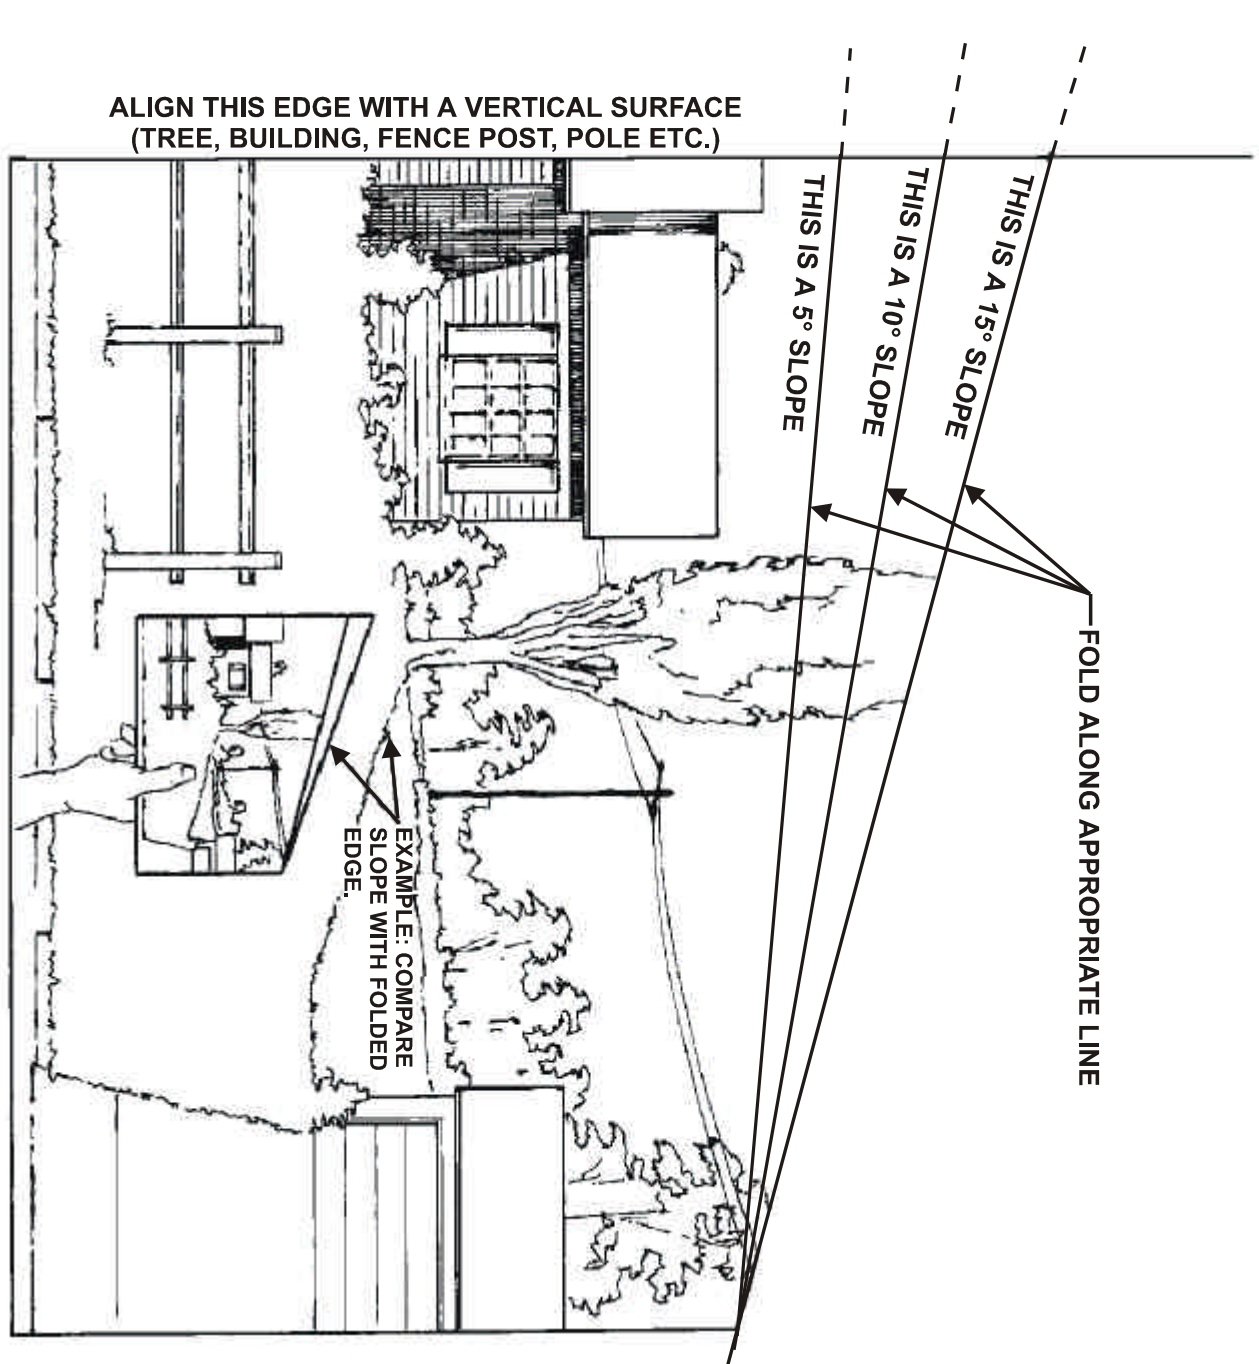 ALIGN THIS EDGE WITH A VERTICAL SURFACE
(TREE, BUILDING, FENCE POST, POLE ETC.)
THIS IS A 15° SLOPE
THIS IS A 10° SLOPE
THIS IS A 5° SLOPE
FOLD ALONG APPROPRIATE LINE
EXAMPLE: COMPARE
SLOPE WITH FOLDED
EDGE.